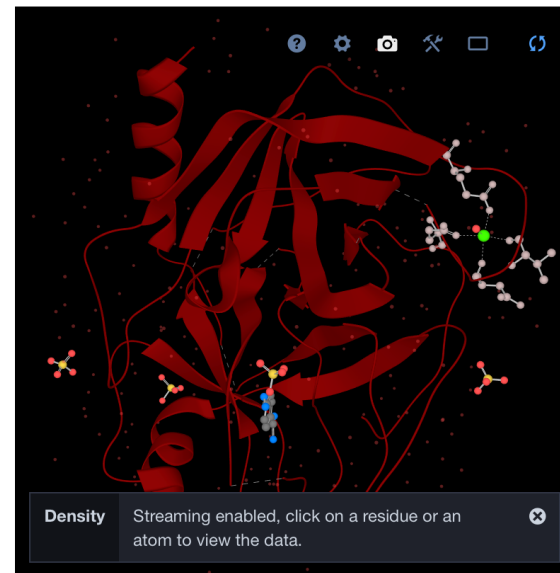 Density
Streaming enabled, click on a residue or an
atom to view the data.